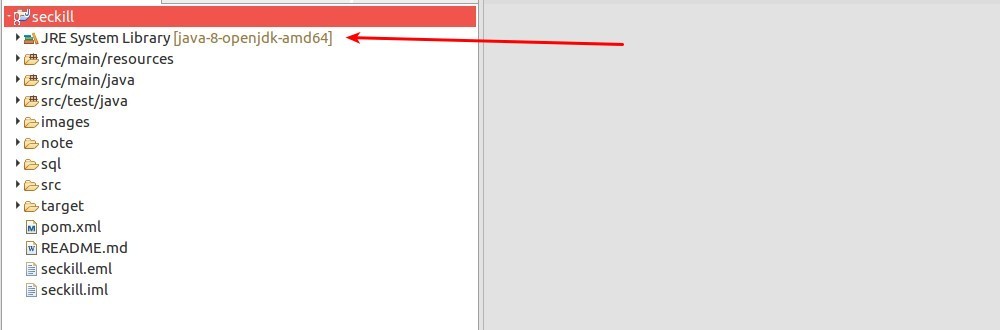 seckill
JRE System Library [java-8-openjdk-amd64]
src/main/resources
src/main/java
src/test/java
images
note
sql
src
target
pom.xml
README.md
seckill.eml
seckill.iml